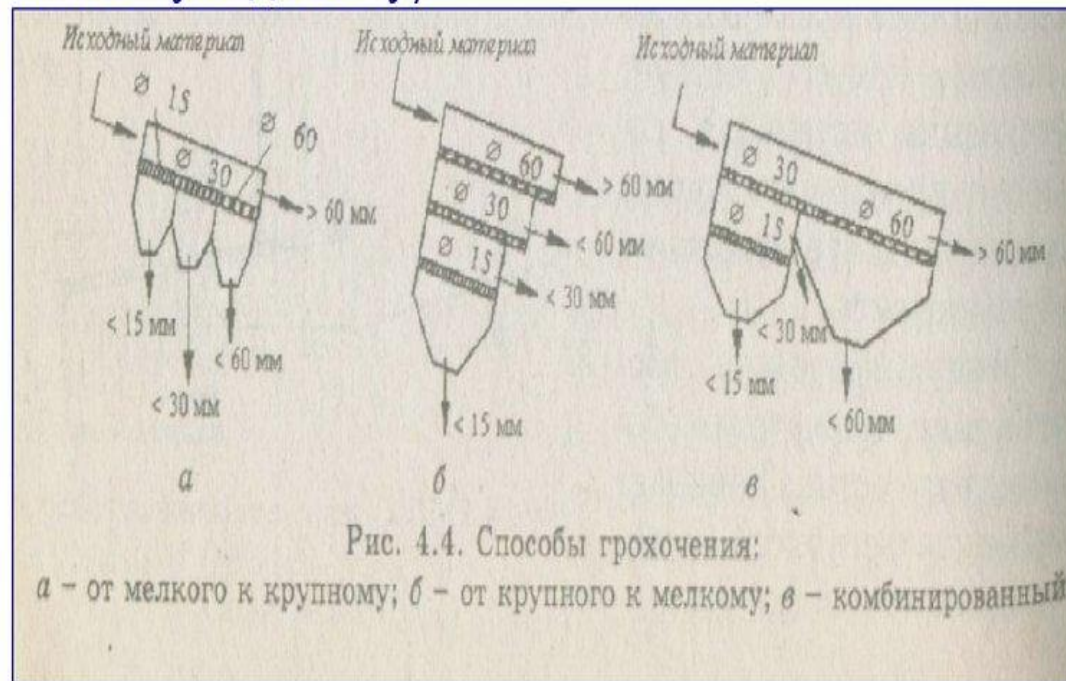 Исходный материал
Исходный материал
Исходный материал
∅ 15
∅ 30
∅ 60
> 60 мм
< 15 мм
< 30 мм
< 60 мм
а
∅ 60
∅ 30
∅ 15
> 60 мм
< 60 мм
< 30 мм
< 15 мм
б
∅ 30
∅ 60
∅ 15
> 60 мм
< 30 мм
< 15 мм
< 60 мм
в
Рис. 4.4. Способы грохочения:
а – от мелкого к крупному; б – от крупного к мелкому; в – комбинированный